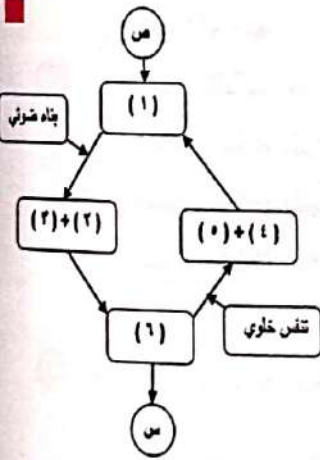 ص
(١)
بناء ضوئي
(٢)+(٣)
(٤)+(٥)
(٦)
تنفس خلوي
س